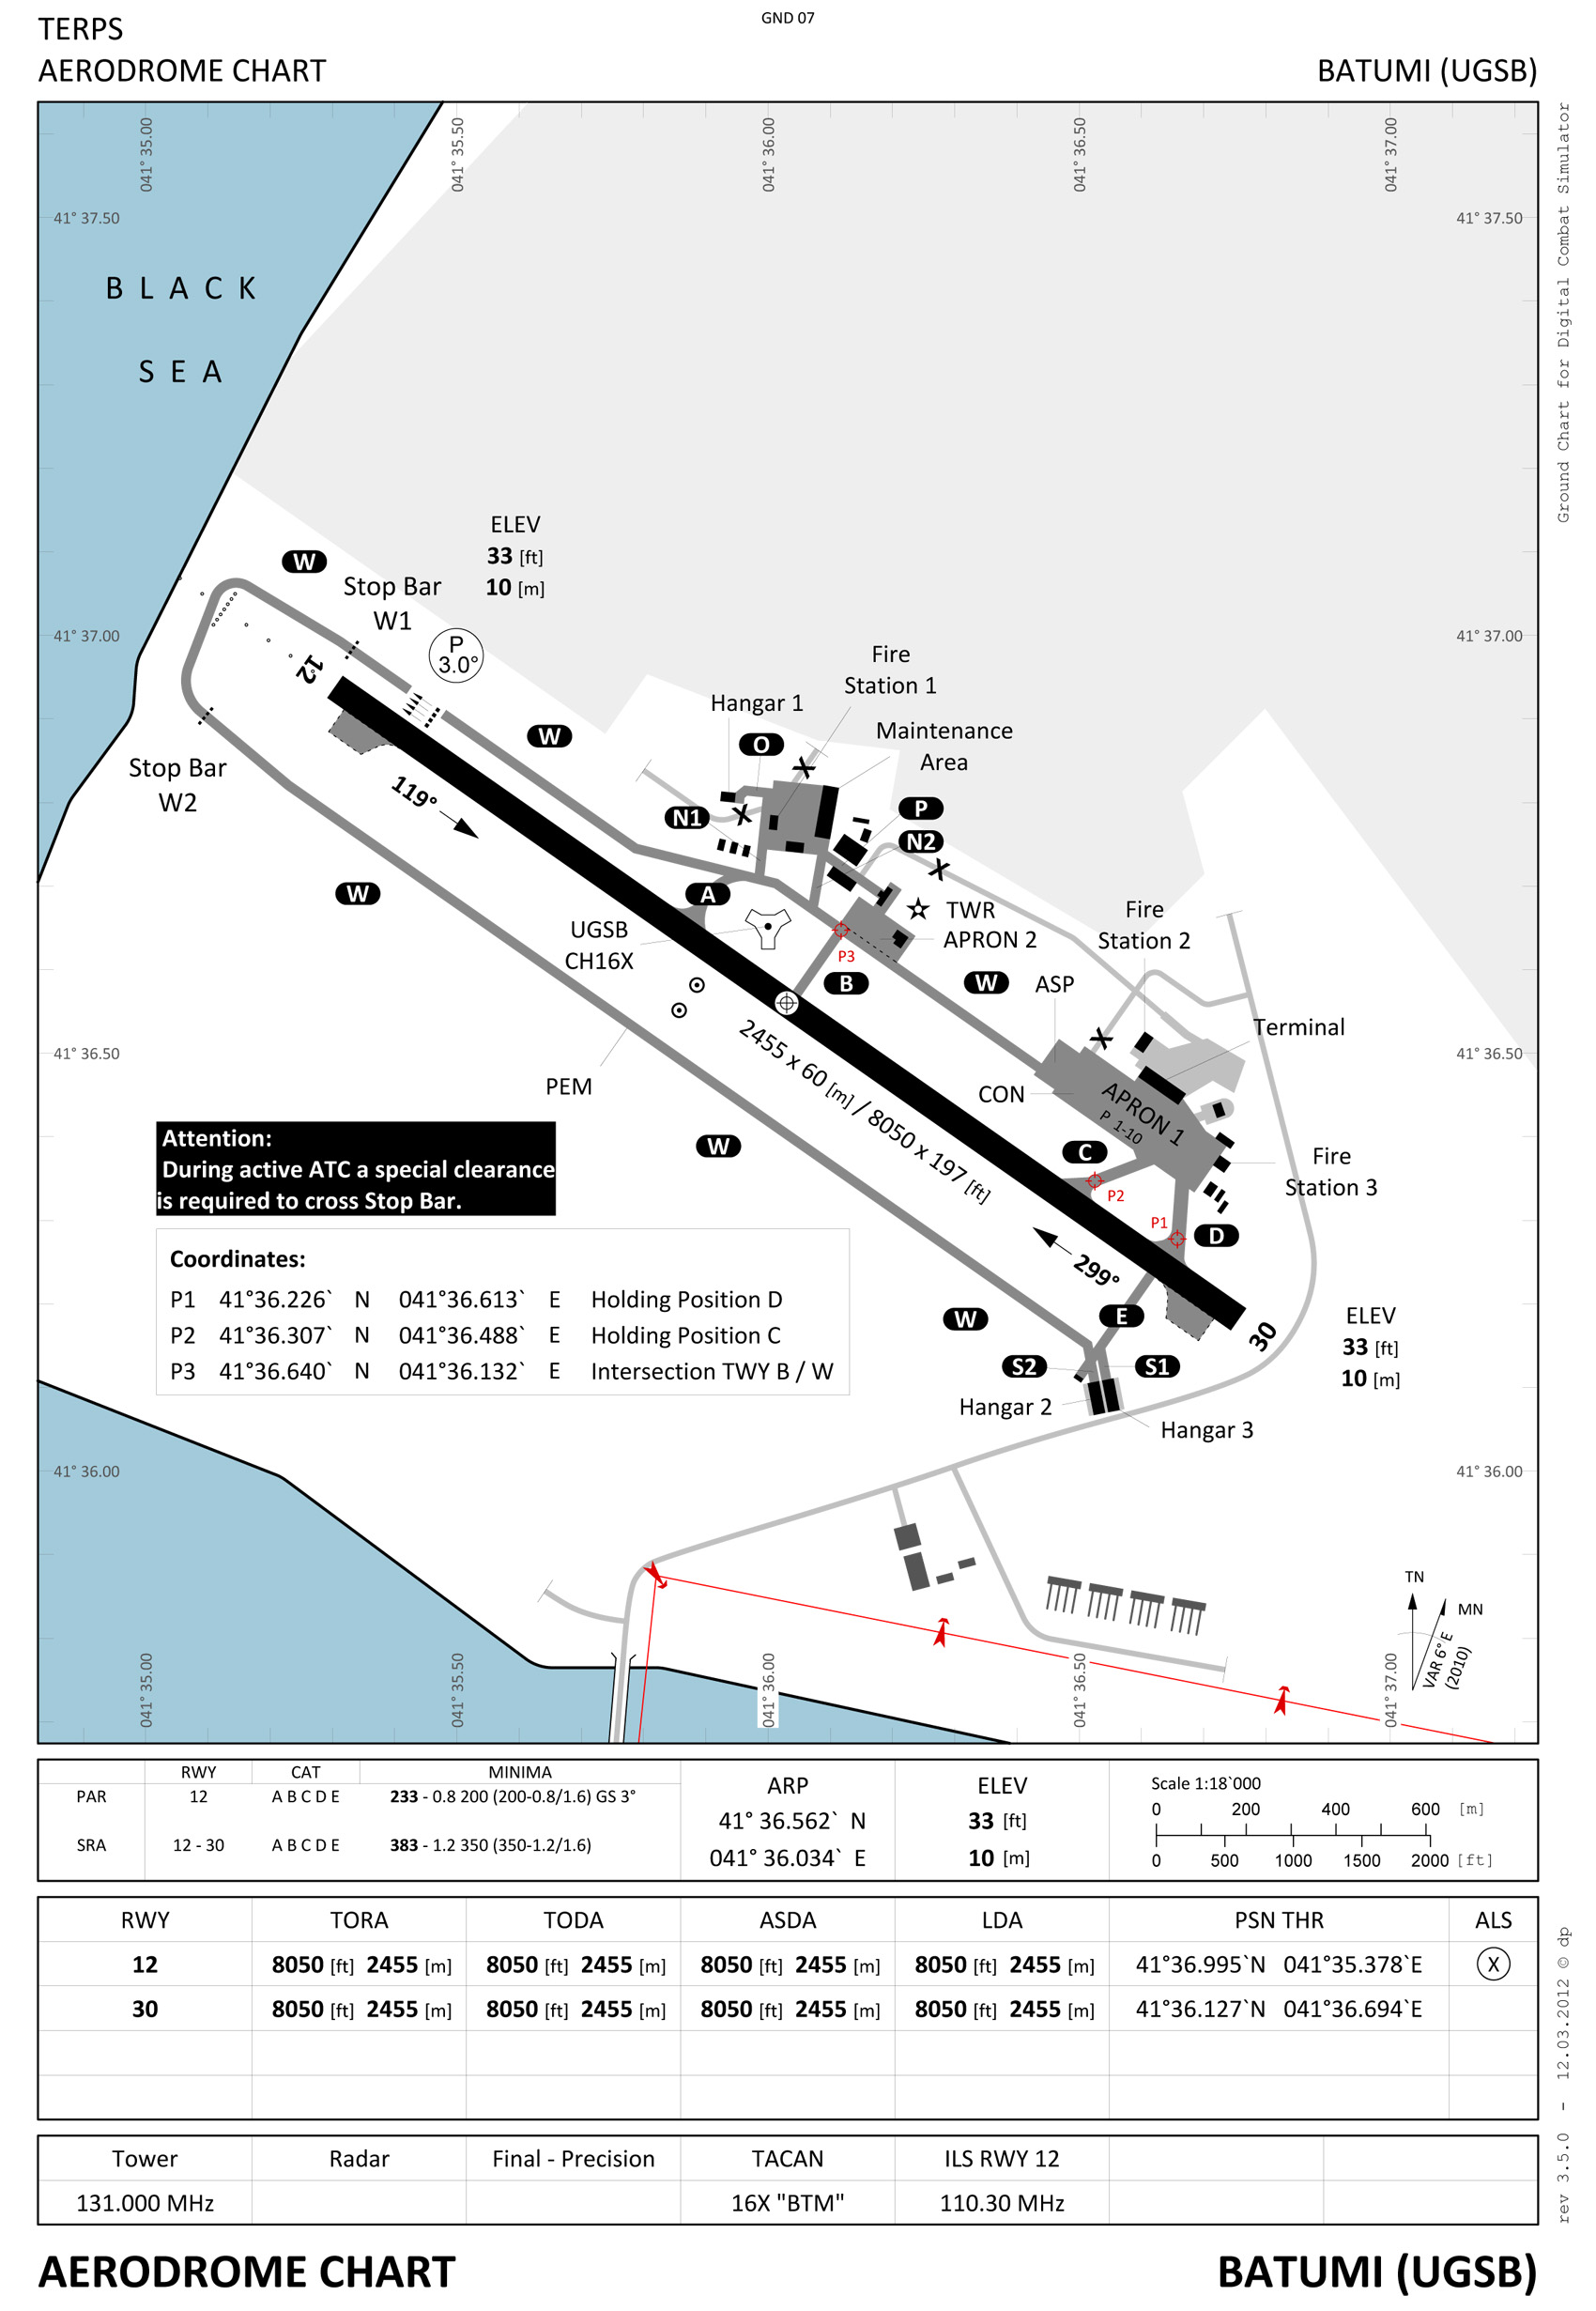 GND 07
TERPS
AERODROME CHART
BATUMI (UGSB)
Ground Chart for Digital Combat Simulator
041° 35.00
041° 35.50
041° 36.00
041° 36.50
041° 37.00
41° 37.50
41° 37.50
BLACK
SEA
ELEV
33 [ft]
10 [m]
W
Stop Bar
W1
41° 37.00
41° 37.00
P
3.0°
12
Fire
Station 1
Hangar 1
Maintenance
Area
O
W
Stop Bar
W2
119°
N1
P
N2
X
X
X
W
A
TWR
APRON 2
UGSB
CH16X
P3
B
Fire
Station 2
W
ASP
Terminal
X
41° 36.50
41° 36.50
2455 x 60 [m] / 8050 x 197 [ft]
PEM
CON
APRON 1
P 1-10
W
C
P2
Fire
Station 3
P1
D
Attention:
During active ATC a special clearance
is required to cross Stop Bar.
299°
Coordinates:
P1 41°36.226` N 041°36.613` E Holding Position D
P2 41°36.307` N 041°36.488` E Holding Position C
P3 41°36.640` N 041°36.132` E Intersection TWY B / W
W
E
30
ELEV
33 [ft]
10 [m]
S2
S1
Hangar 2
Hangar 3
41° 36.00
41° 36.00
TN
MN
VAR 6° E
(2010)
041° 35.00
041° 35.50
041° 36.00
041° 36.50
041° 37.00
RWY CAT MINIMA
PAR 12 A B C D E 233 - 0.8 200 (200-0.8/1.6) GS 3°
SRA 12 - 30 A B C D E 383 - 1.2 350 (350-1.2/1.6)
ARP
41° 36.562` N
041° 36.034` E
ELEV
33 [ft]
10 [m]
Scale 1:18`000
0 200 400 600 [m]
0 500 1000 1500 2000 [ft]
RWY TORA TODA ASDA LDA PSN THR ALS
12 8050 [ft] 2455 [m] 8050 [ft] 2455 [m] 8050 [ft] 2455 [m] 8050 [ft] 2455 [m] 41°36.995`N 041°35.378`E X
30 8050 [ft] 2455 [m] 8050 [ft] 2455 [m] 8050 [ft] 2455 [m] 8050 [ft] 2455 [m] 41°36.127`N 041°36.694`E
Tower Radar Final - Precision TACAN ILS RWY 12
131.000 MHz 16X "BTM" 110.30 MHz
rev 3.5.0 - 12.03.2012 © dp
AERODROME CHART
BATUMI (UGSB)